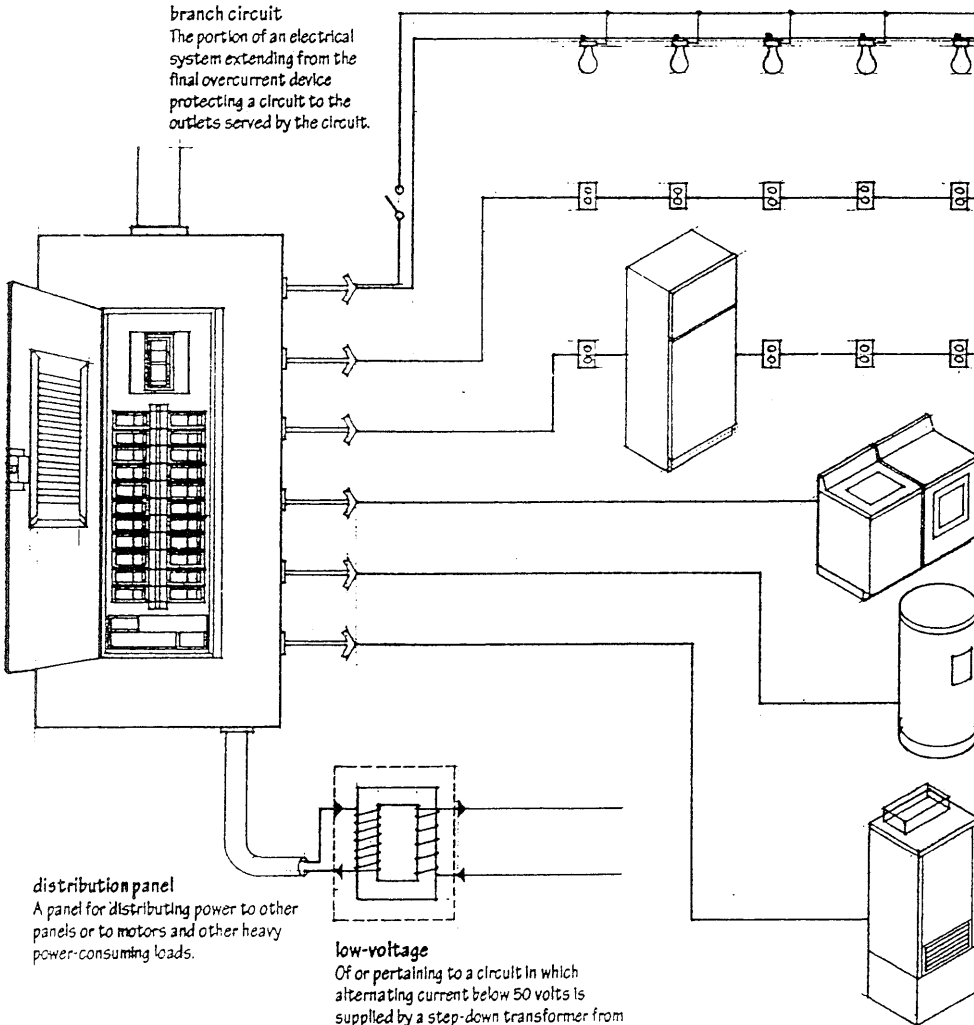 branch circuit
The portion of an electrical
system extending from the
final overcurrent device
protecting a circuit to the
outlets served by the circuit.
distribution panel
A panel for distributing power to other
panels or to motors and other heavy
power-consuming loads.
low-voltage
Of or pertaining to a circuit in which
alternating current below 50 volts is
supplied by a step-down transformer from